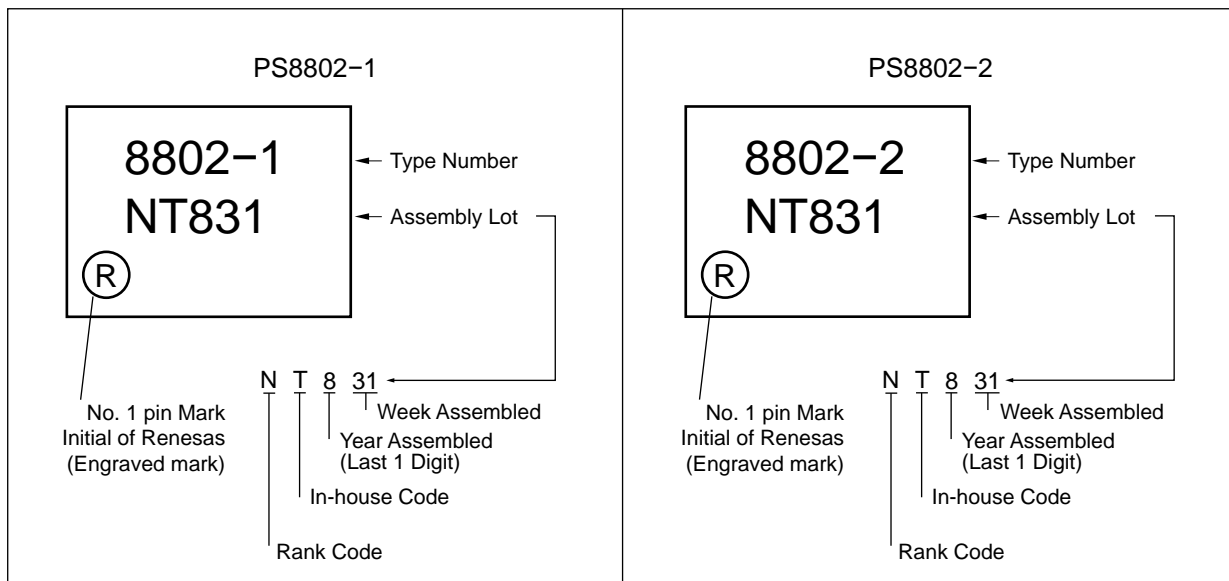 PS8802−1
8802−1
NT831
R
Type Number
Assembly Lot
N T 8 31
No. 1 pin Mark
Initial of Renesas
(Engraved mark)
Week Assembled
Year Assembled
(Last 1 Digit)
In-house Code
Rank Code
PS8802−2
8802−2
NT831
R
Type Number
Assembly Lot
N T 8 31
No. 1 pin Mark
Initial of Renesas
(Engraved mark)
Week Assembled
Year Assembled
(Last 1 Digit)
In-house Code
Rank Code